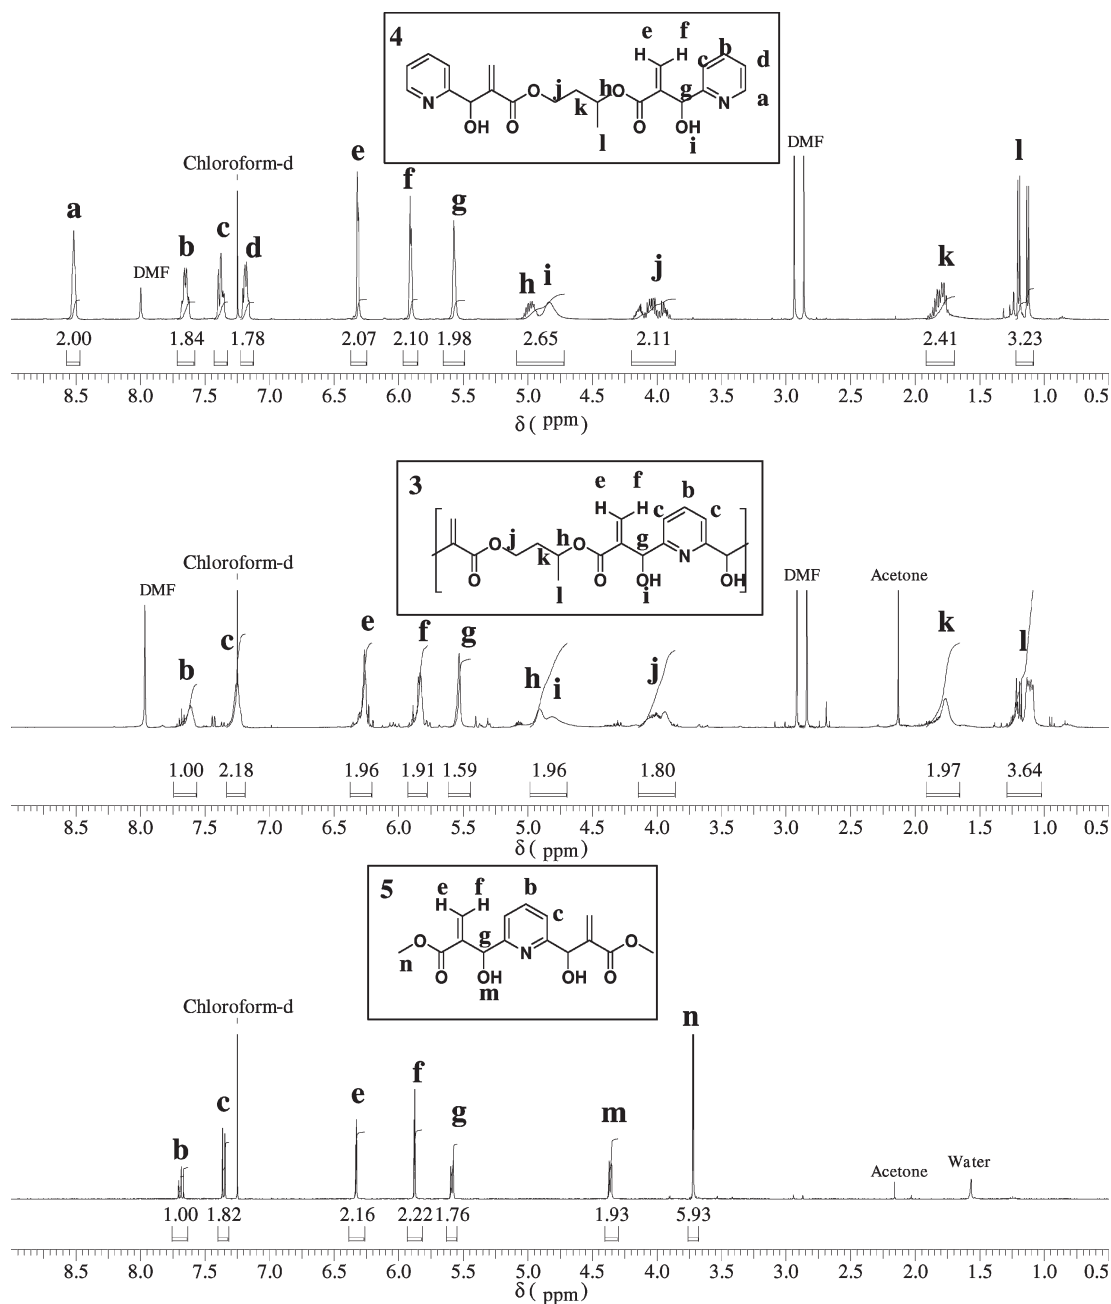 4
e f
H H
b
c
d
N
O
j
h
O
g
N
a
k
OH
O
l
O
OH
i
Chloroform-d
DMF
e
f
g
l
a
b
c
d
DMF
h
i
j
k
2.00 1.84 1.78 2.07 2.10 1.98 2.65 2.11 2.41 3.23
8.5 8.0 7.5 7.0 6.5 6.0 5.5 5.0 4.5 4.0 3.5 3.0 2.5 2.0 1.5 1.0 0.5
δ ( ppm )
3
e f
H H
b
c c
O
j
h
O
g
N
k
O
l
O
OH
i
OH
Chloroform-d
DMF
DMF
Acetone
b
c
e
f
g
h
i
j
k
l
1.00 2.18 1.96 1.91 1.59 1.96 1.80 1.97 3.64
8.5 8.0 7.5 7.0 6.5 6.0 5.5 5.0 4.5 4.0 3.5 3.0 2.5 2.0 1.5 1.0 0.5
δ ( ppm )
5
e f b
H H
c
O
g
N
O
n
O
OH
m
OH
O
Chloroform-d
b
c
e
f
g
m
n
Acetone
Water
1.00 1.82 2.16 2.22 1.76 1.93 5.93
8.5 8.0 7.5 7.0 6.5 6.0 5.5 5.0 4.5 4.0 3.5 3.0 2.5 2.0 1.5 1.0 0.5
δ ( ppm )